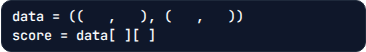 data = ((   ,   ), (   ,   ))
score = data[ ][ ]